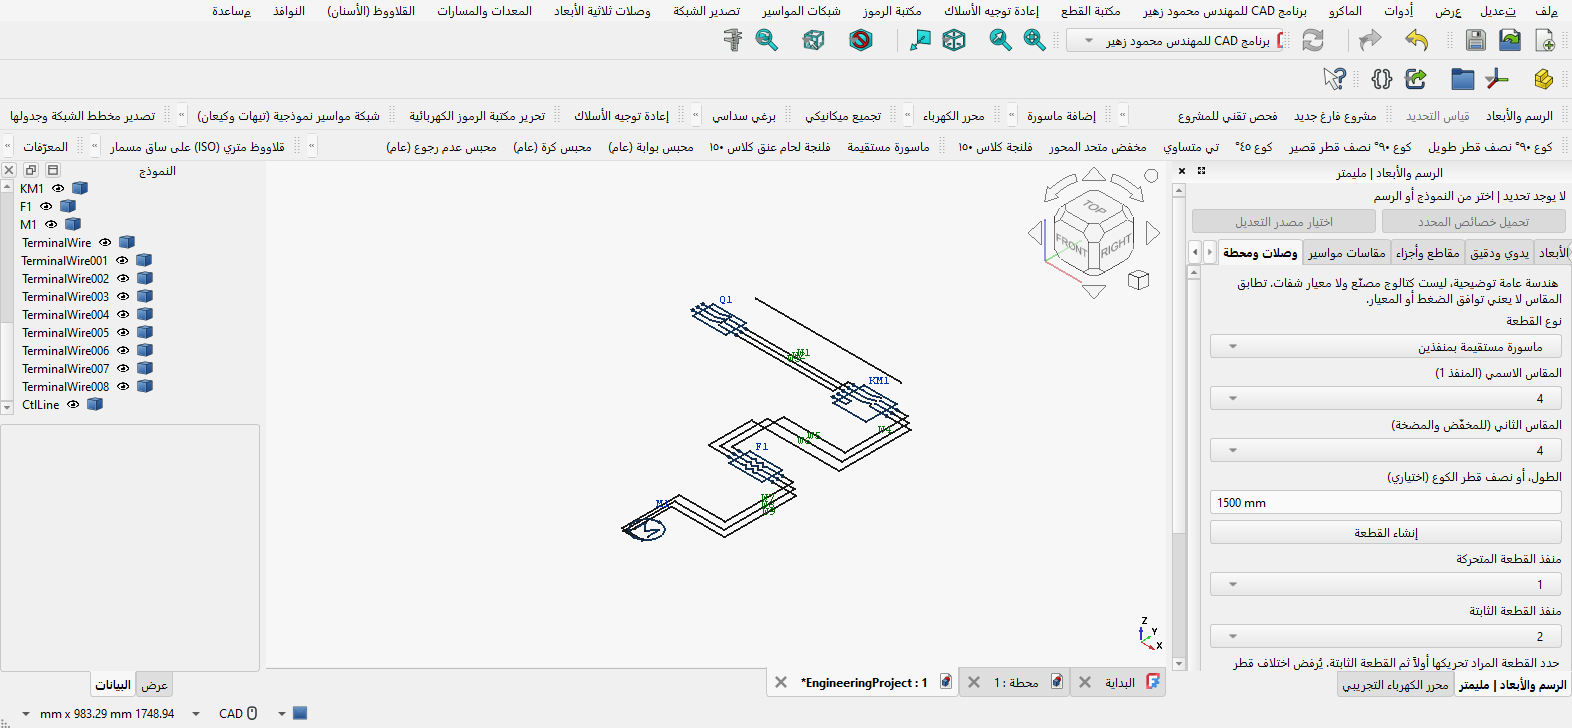 ملف تعديل عرض أدوات الماكرو برنامج CAD للمهندس محمود زهير مكتبة القطع إعادة توجيه الأسلاك مكتبة الرموز شبكات المواسير تصدير الشبكة وصلات ثلاثية الأبعاد المعدات والمسارات القلاووظ (الأسنان) النوافذ مساعدة
برنامج CAD للمهندس محمود زهير
الرسم والأبعاد قياس التحديد مشروع فارغ جديد فحص تقني للمشروع إضافة ماسورة محرر الكهرباء تجميع ميكانيكي برغي سداسي إعادة توجيه الأسلاك تحرير مكتبة الرموز الكهربائية شبكة مواسير نموذجية (تيهات وكيعان) تصدير مخطط الشبكة وجدولها
كوع ٩٠° نصف قطر طويل كوع ٩٠° نصف قطر قصير كوع ٤٥° تي متساوي مخفض متحد المحور فلنجة كلاس ١٥٠ ماسورة مستقيمة فلنجة لحام عنق كلاس ١٥٠ محبس بوابة (عام) محبس كرة (عام) محبس عدم رجوع (عام) قلاووظ متري (ISO) على ساق مسمار المعرّفات
النموذج
KM1
F1
M1
TerminalWire
TerminalWire001
TerminalWire002
TerminalWire003
TerminalWire004
TerminalWire005
TerminalWire006
TerminalWire007
TerminalWire008
CtlLine
عرض البيانات
TOP
FRONT RIGHT
Q1
KM1
W4
W5
F1
W9
Z
Y
X
الرسم والأبعاد | مليمتر
لا يوجد تحديد | اختر من النموذج أو الرسم
تحميل خصائص المحدد اختيار مصدر التعديل
الأبعاد يدوي ودقيق مقاطع وأجزاء مقاسات مواسير وصلات ومحطة
هندسة عامة توضيحية، ليست كتالوج مصنّع ولا معيار شفات. تطابق
المقاس لا يعني توافق الضغط أو المعيار.
نوع القطعة
ماسورة مستقيمة بمنفذين
المقاس الاسمي (المنفذ 1)
4
المقاس الثاني (للمخفّض والمضخة)
4
الطول، أو نصف قطر الكوع (اختياري)
1500 mm
إنشاء القطعة
منفذ القطعة المتحركة
1
منفذ القطعة الثابتة
2
حدد القطعة المراد تحريكها أولاً ثم القطعة الثابتة. يُرفض اختلاف قطر
الرسم والأبعاد | مليمتر محرر الكهرباء التجريبي
البداية محطة : 1 EngineeringProject : 1*
1748.94 mm x 983.29 mm CAD